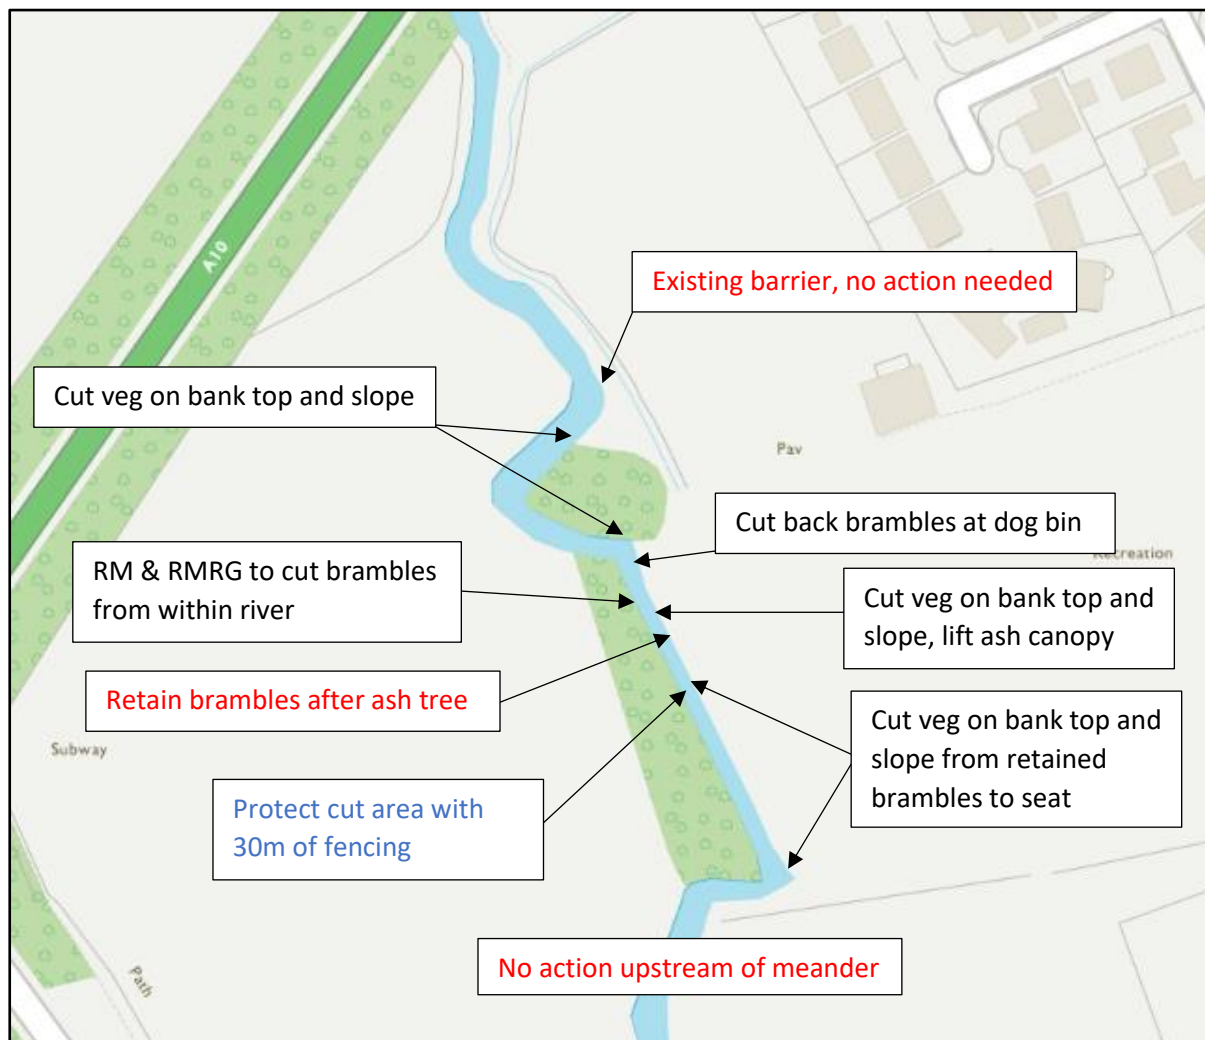 A10
Existing barrier, no action needed
Cut veg on bank top and slope
Pav
Cut back brambles at dog bin
Recreation
RM & RMRG to cut brambles
from within river
Cut veg on bank top and
slope, lift ash canopy
Retain brambles after ash tree
Cut veg on bank top and
slope from retained
brambles to seat
Subway
Protect cut area with
30m of fencing
No action upstream of meander
Path